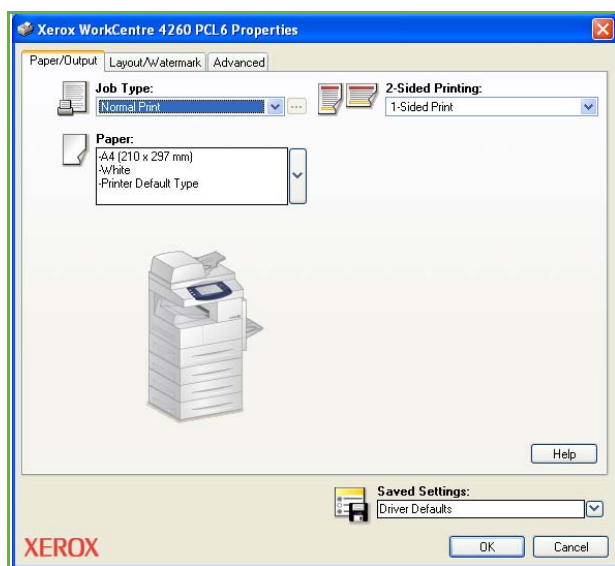 Xerox WorkCentre 4260 PCL6 Properties
Paper/Output Layout/Watermark Advanced
Job Type:
Normal Print
...
2-Sided Printing:
1-Sided Print
Paper:
-A4 (210 x 297 mm)
-White
-Printer Default Type
Help
Saved Settings:
Driver Defaults
XEROX
OK Cancel